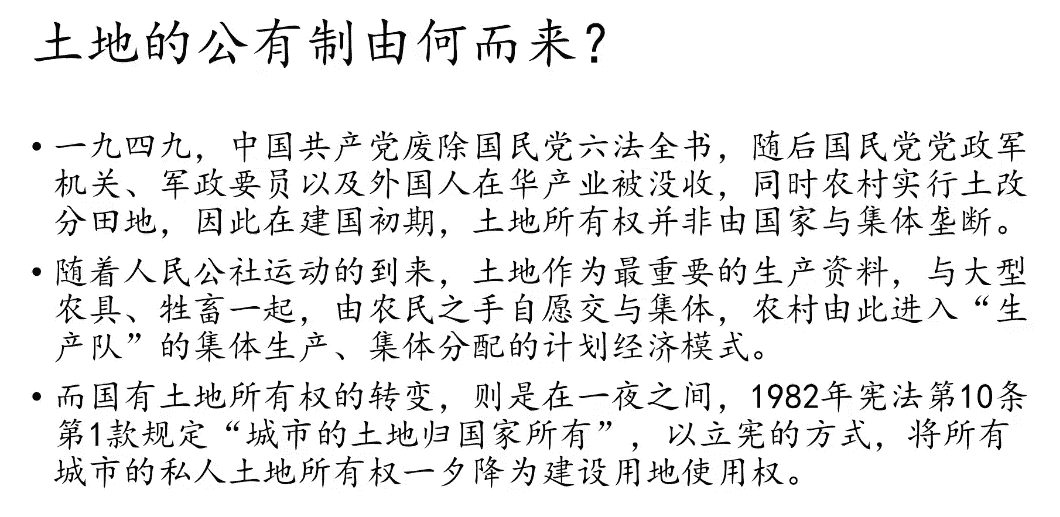 土地的公有制由何而来？
• 一九四九，中国共产党废除国民党六法全书，随后国民党党政军
机关、军政要员以及外国人在华产业被没收，同时农村实行土改
分田地，因此在建国初期，土地所有权并非由国家与集体垄断。
• 随着人民公社运动的到来，土地作为最重要的生产资料，与大型
农具、牲畜一起，由农民之手自愿交与集体，农村由此进入“生
产队”的集体生产、集体分配的计划经济模式。
• 而国有土地所有权的转变，则是在一夜之间，1982年宪法第10条
第1款规定“城市的土地归国家所有”，以立宪的方式，将所有
城市的私人土地所有权一夕降为建设用地使用权。